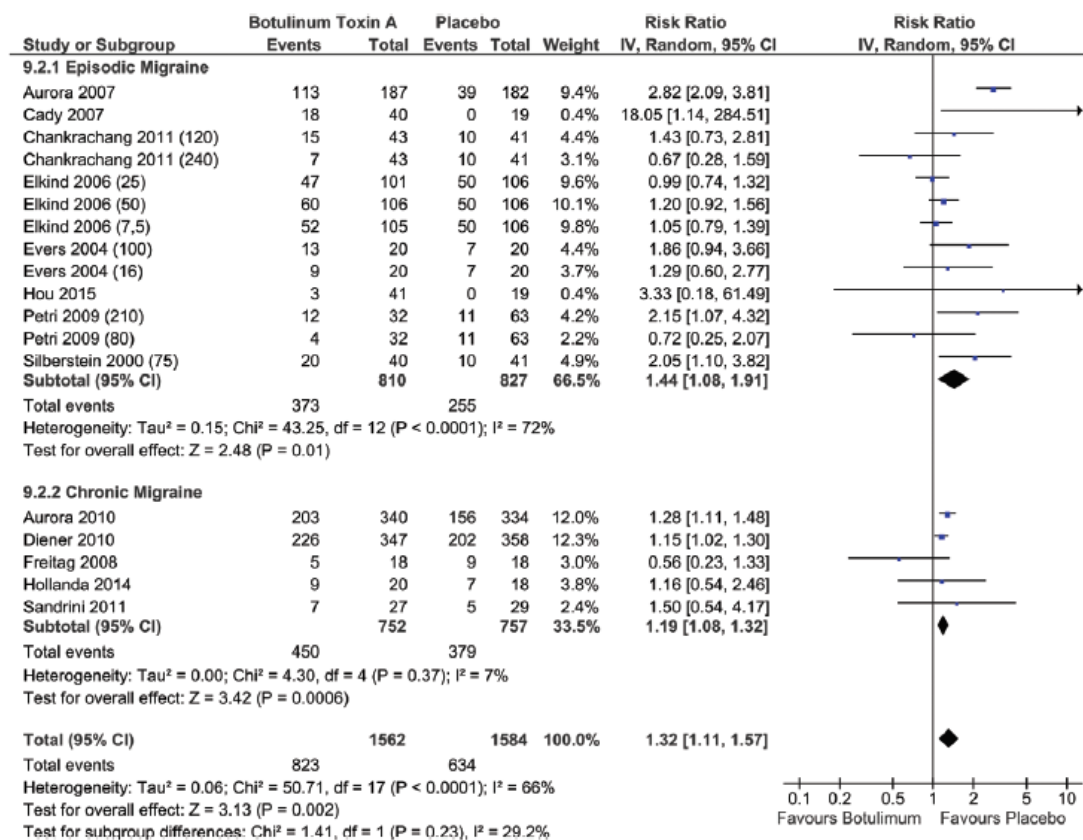 Botulinum Toxin A Placebo Risk Ratio Risk Ratio
Study or Subgroup Events Total Events Total Weight IV, Random, 95% CI IV, Random, 95% CI
9.2.1 Episodic Migraine
Aurora 2007 113 187 39 182 9.4% 2.82 [2.09, 3.81]
Cady 2007 18 40 0 19 0.4% 18.05 [1.14, 284.51]
Chankrachang 2011 (120) 15 43 10 41 4.4% 1.43 [0.73, 2.81]
Chankrachang 2011 (240) 7 43 10 41 3.1% 0.67 [0.28, 1.59]
Elkind 2006 (25) 47 101 50 106 9.6% 0.99 [0.74, 1.32]
Elkind 2006 (50) 60 106 50 106 10.1% 1.20 [0.92, 1.56]
Elkind 2006 (7,5) 52 105 50 106 9.8% 1.05 [0.79, 1.39]
Evers 2004 (100) 13 20 7 20 4.4% 1.86 [0.94, 3.66]
Evers 2004 (16) 9 20 7 20 3.7% 1.29 [0.60, 2.77]
Hou 2015 3 41 0 19 0.4% 3.33 [0.18, 61.49]
Petri 2009 (210) 12 32 11 63 4.2% 2.15 [1.07, 4.32]
Petri 2009 (80) 4 32 11 63 2.2% 0.72 [0.25, 2.07]
Silberstein 2000 (75) 20 40 10 41 4.9% 2.05 [1.10, 3.82]
Subtotal (95% CI) 810 827 66.5% 1.44 [1.08, 1.91]
Total events 373 255
Heterogeneity: Tau² = 0.15; Chi² = 43.25, df = 12 (P < 0.0001); I² = 72%
Test for overall effect: Z = 2.48 (P = 0.01)
9.2.2 Chronic Migraine
Aurora 2010 203 340 156 334 12.0% 1.28 [1.11, 1.48]
Diener 2010 226 347 202 358 12.3% 1.15 [1.02, 1.30]
Freitag 2008 5 18 9 18 3.0% 0.56 [0.23, 1.33]
Hollanda 2014 9 20 7 18 3.8% 1.16 [0.54, 2.46]
Sandrini 2011 7 27 5 29 2.4% 1.50 [0.54, 4.17]
Subtotal (95% CI) 752 757 33.5% 1.19 [1.08, 1.32]
Total events 450 379
Heterogeneity: Tau² = 0.00; Chi² = 4.30, df = 4 (P = 0.37); I² = 7%
Test for overall effect: Z = 3.42 (P = 0.0006)
Total (95% CI) 1562 1584 100.0% 1.32 [1.11, 1.57]
Total events 823 634
Heterogeneity: Tau² = 0.06; Chi² = 50.71, df = 17 (P < 0.0001); I² = 66%
Test for overall effect: Z = 3.13 (P = 0.002)
Test for subgroup differences: Chi² = 1.41, df = 1 (P = 0.23), I² = 29.2%
0.1 0.2 0.5 1 2 5 10
Favours Botulinum Favours Placebo